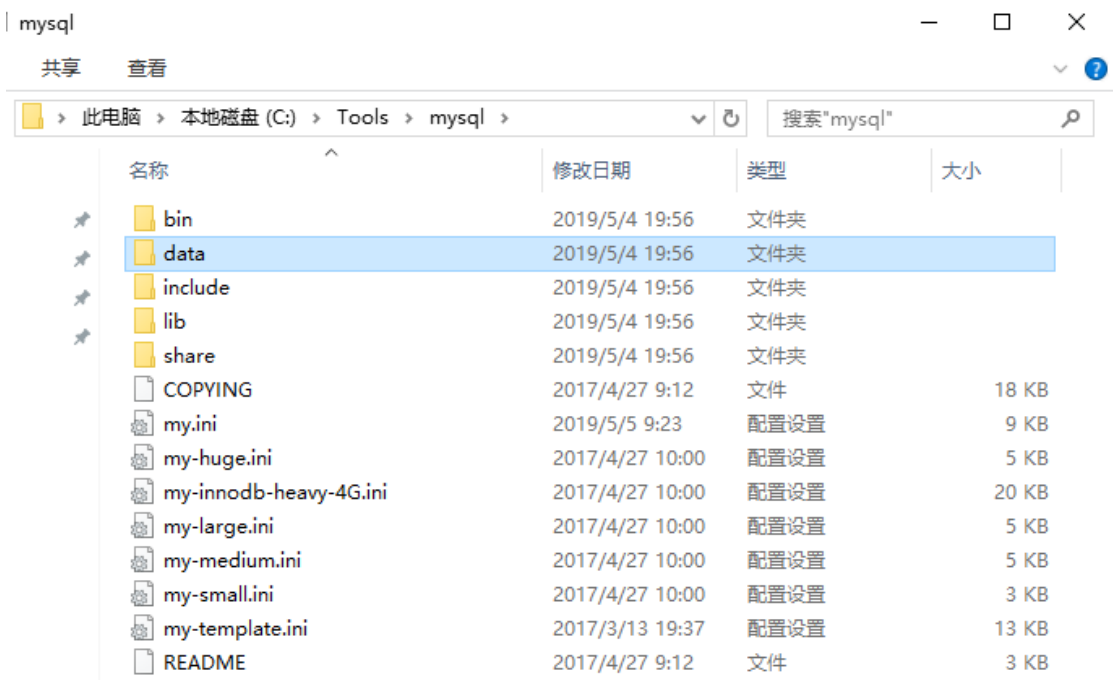 mysql
共享 查看
此电脑 > 本地磁盘 (C:) > Tools > mysql > 搜索"mysql"
名称 修改日期 类型 大小
bin 2019/5/4 19:56 文件夹
data 2019/5/4 19:56 文件夹
include 2019/5/4 19:56 文件夹
lib 2019/5/4 19:56 文件夹
share 2019/5/4 19:56 文件夹
COPYING 2017/4/27 9:12 文件 18 KB
my.ini 2019/5/5 9:23 配置设置 9 KB
my-huge.ini 2017/4/27 10:00 配置设置 5 KB
my-innodb-heavy-4G.ini 2017/4/27 10:00 配置设置 20 KB
my-large.ini 2017/4/27 10:00 配置设置 5 KB
my-medium.ini 2017/4/27 10:00 配置设置 5 KB
my-small.ini 2017/4/27 10:00 配置设置 3 KB
my-template.ini 2017/3/13 19:37 配置设置 13 KB
README 2017/4/27 9:12 文件 3 KB